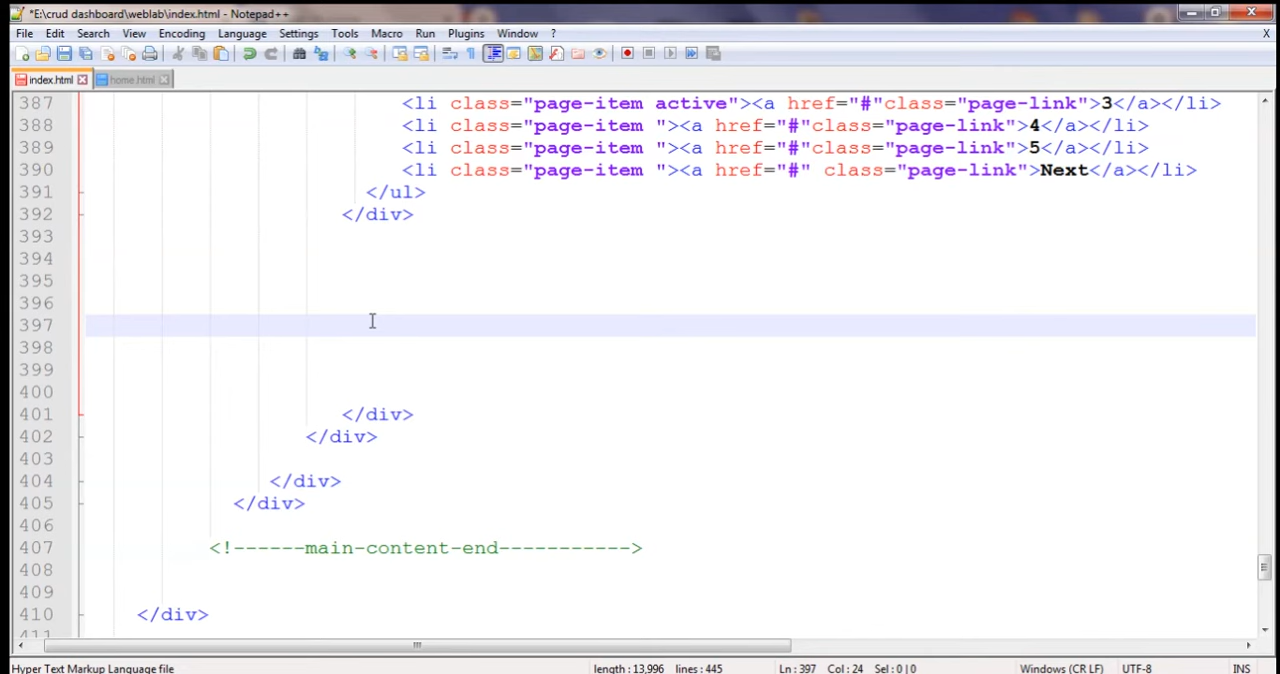 *E:\crud dashboard\weblab\index.html - Notepad++
File Edit Search View Encoding Language Settings Tools Macro Run Plugins Window ? X
index.html home.html
387 <li class="page-item active"><a href="#"class="page-link">3</a></li>
388 <li class="page-item "><a href="#"class="page-link">4</a></li>
389 <li class="page-item "><a href="#"class="page-link">5</a></li>
390 <li class="page-item "><a href="#" class="page-link">Next</a></li>
391 </ul>
392 </div>
393
394
395
396
397
398
399
400
401 </div>
402 </div>
403
404 </div>
405 </div>
406
407 <!------main-content-end----------->
408
409
410 </div>
411
Hyper Text Markup Language file length : 13,996 lines : 445 Ln : 397 Col : 24 Sel : 0 | 0 Windows (CR LF) UTF-8 INS